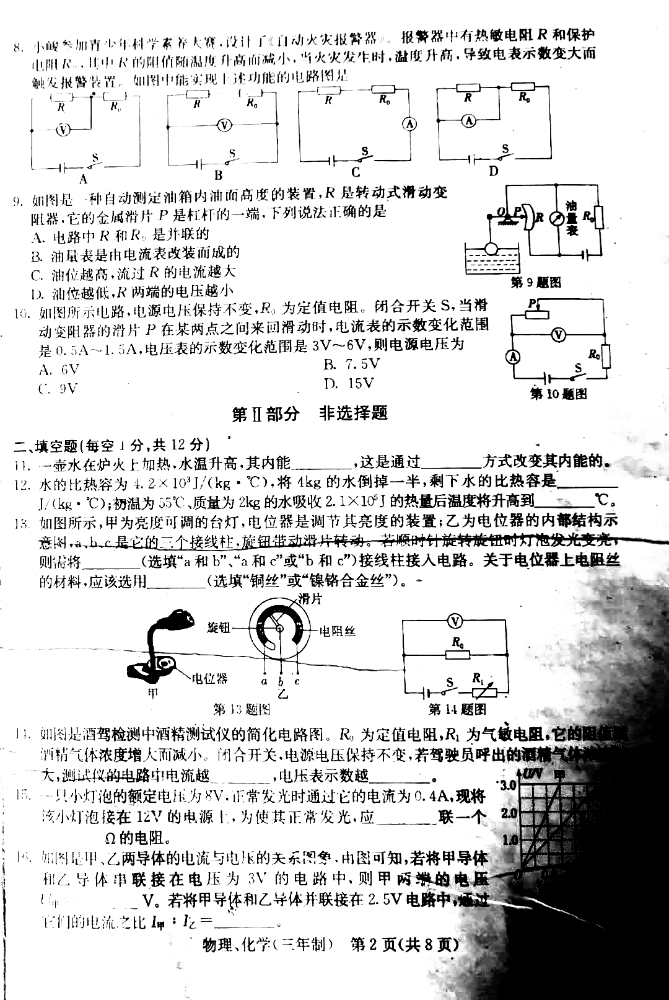 8. 小峻参加青少年科学素养大赛,设计了《自动火灾报警器》。报警器中有热敏电阻 R 和保护
电阻 R₀,其中 R 的阻值随温度升高而减小,当火灾发生时,温度升高,导致电表示数变大而
触发报警装置。如图中能实现上述功能的电路图是
R R₀ R R₀ R R₀ R R₀
V V A A
S S S S
A B C D
9. 如图是一种自动测定油箱内油面高度的装置,R 是转动式滑动变
阻器,它的金属滑片 P 是杠杆的一端,下列说法正确的是
A. 电路中 R 和 R₀ 是并联的
B. 油量表是由电流表改装而成的
C. 油位越高,流过 R 的电流越大
D. 油位越低,R 两端的电压越小
O P R 油量表 R₀
第 9 题图
10. 如图所示电路,电源电压保持不变,R₀ 为定值电阻。闭合开关 S,当滑
动变阻器的滑片 P 在某两点之间来回滑动时,电流表的示数变化范围
是 0.5A～1.5A,电压表的示数变化范围是 3V～6V,则电源电压为
A. 6V B. 7.5V
C. 9V D. 15V
P V A R₀ S
第 10 题图
第Ⅱ部分 非选择题
二、填空题(每空 1 分,共 12 分)
11. 一壶水在炉火上加热,水温升高,其内能________,这是通过________方式改变其内能的。
12. 水的比热容为 4.2×10³J/(kg·℃),将 4kg 的水倒掉一半,剩下水的比热容是________
J/(kg·℃);初温为 55℃、质量为 2kg 的水吸收 2.1×10⁵J 的热量后温度将升高到________℃。
13. 如图所示,甲为亮度可调的台灯,电位器是调节其亮度的装置;乙为电位器的内部结构示
意图,a、b、c 是它的三个接线柱,旋钮带动滑片转动。若顺时针旋转旋钮时灯泡发光变亮,
则需将________(选填“a 和 b”、“a 和 c”或“b 和 c”)接线柱接入电路。关于电位器上电阻丝
的材料,应该选用________(选填“铜丝”或“镍铬合金丝”)。
滑片
旋钮 电阻丝
电位器 a b c
甲 乙
第 13 题图
V
R₀
S R₁
第 14 题图
14. 如图是酒驾检测中酒精测试仪的简化电路图。R₀ 为定值电阻,R₁ 为气敏电阻,它的
酒精气体浓度增大而减小。闭合开关,电源电压保持不变,若驾驶员呼出的酒精气体
大,测试仪的电路中电流越________,电压表示数越________。
15. 一只小灯泡的额定电压为 8V,正常发光时通过它的电流为 0.4A,现将
该小灯泡接在 12V 的电源上,为使其正常发光,应________联一个
Ω 的电阻。
U/V 甲
3.0
2.0
1.0
0
16. 如图是甲、乙两导体的电流与电压的关系图象,由图可知,若将甲导体
和乙导体串联接在电压为 3V 的电路中,则甲两端的电压
U甲=________V。若将甲导体和乙导体并联接在 2.5V 电路中,通过
它们的电流之比 I甲∶I乙=________。
物理、化学(三年制) 第 2 页(共 8 页)